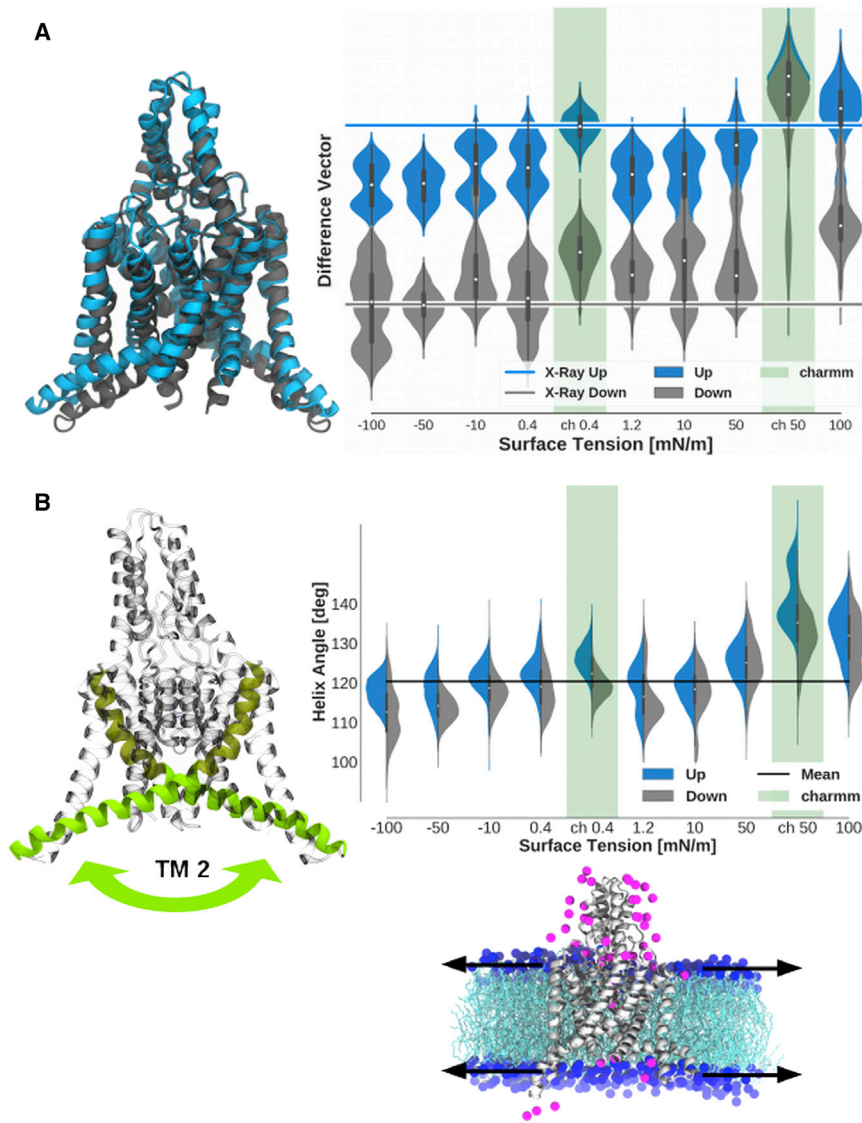 A
Difference Vector
X-Ray Up
Up
charmm
X-Ray Down
Down
-100 -50 -10 0.4 ch 0.4 1.2 10 50 ch 50 100
Surface Tension [mN/m]
B
Helix Angle [deg]
140
130
120
110
100
Up
Mean
Down
charmm
-100 -50 -10 0.4 ch 0.4 1.2 10 50 ch 50 100
Surface Tension [mN/m]
TM 2